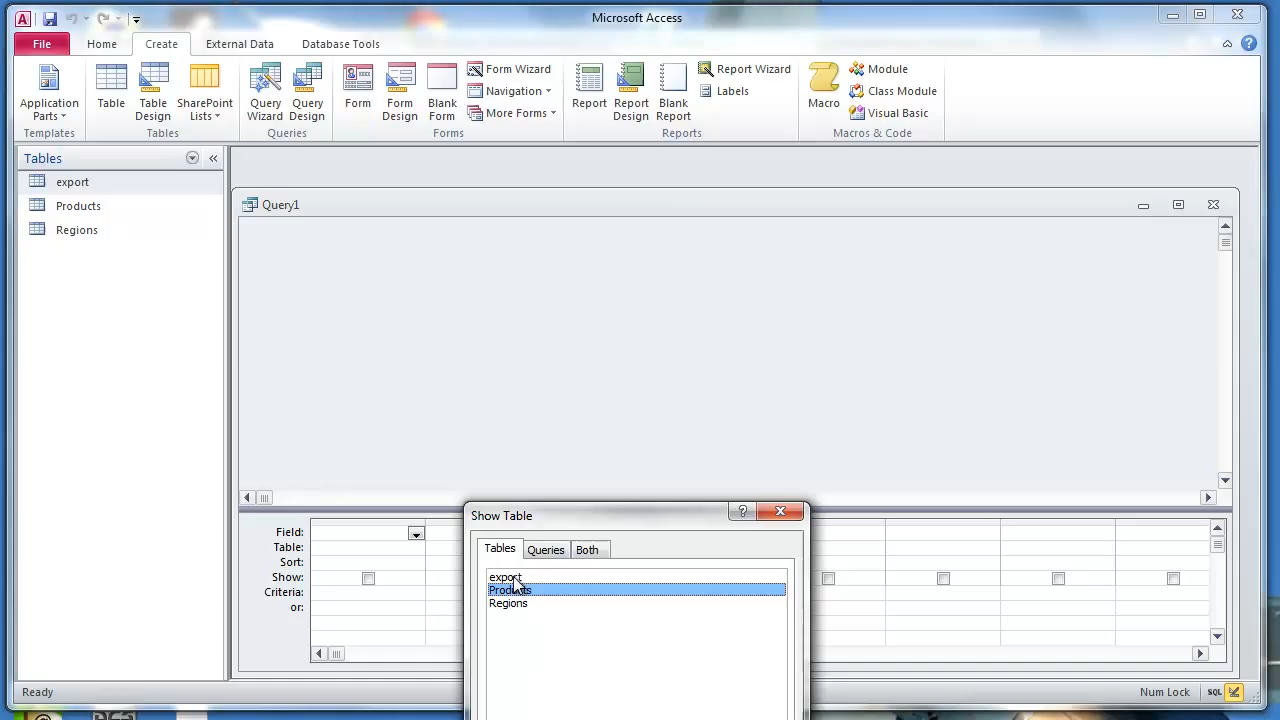 Microsoft Access
File Home Create External Data Database Tools
Application Parts Table Table Design SharePoint Lists Query Wizard Query Design Form Form Design Blank Form Form Wizard Navigation More Forms Report Report Design Blank Report Report Wizard Labels Macro Module Class Module Visual Basic
Templates Tables Queries Forms Reports Macros & Code
Tables
export
Products
Regions
Query1
Field:
Table:
Sort:
Show:
Criteria:
or:
Show Table
Tables Queries Both
export
Products
Regions
Ready Num Lock SQL